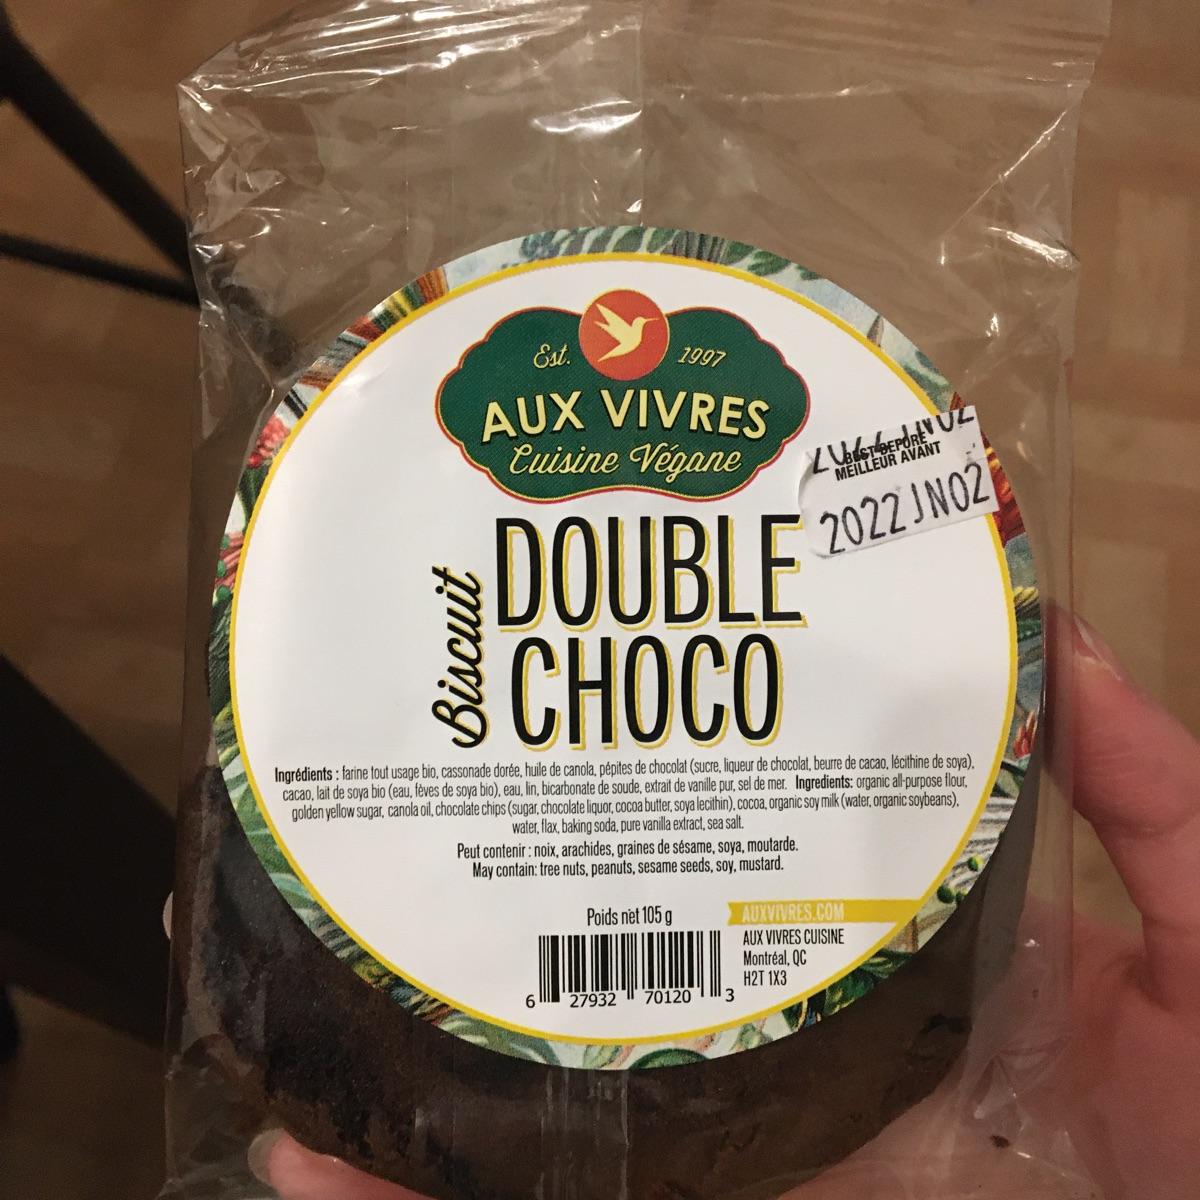 Est. 1997
AUX VIVRES
Cuisine Végane
BEST BEFORE
MEILLEUR AVANT
2022 JN 02
Biscuit
DOUBLE
CHOCO
Ingrédients : farine tout usage bio, cassonade dorée, huile de canola, pépites de chocolat (sucre, liqueur de chocolat, beurre de cacao, lécithine de soya),
cacao, lait de soya bio (eau, fèves de soya bio), eau, lin, bicarbonate de soude, extrait de vanille pur, sel de mer. Ingredients: organic all-purpose flour,
golden yellow sugar, canola oil, chocolate chips (sugar, chocolate liquor, cocoa butter, soya lecithin), cocoa, organic soy milk (water, organic soybeans),
water, flax, baking soda, pure vanilla extract, sea salt.
Peut contenir : noix, arachides, graines de sésame, soya, moutarde.
May contain: tree nuts, peanuts, sesame seeds, soy, mustard.
Poids net 105 g
AUXVIVRES.COM
AUX VIVRES CUISINE
Montréal, QC
H2T 1X3
6 27932 70120 3